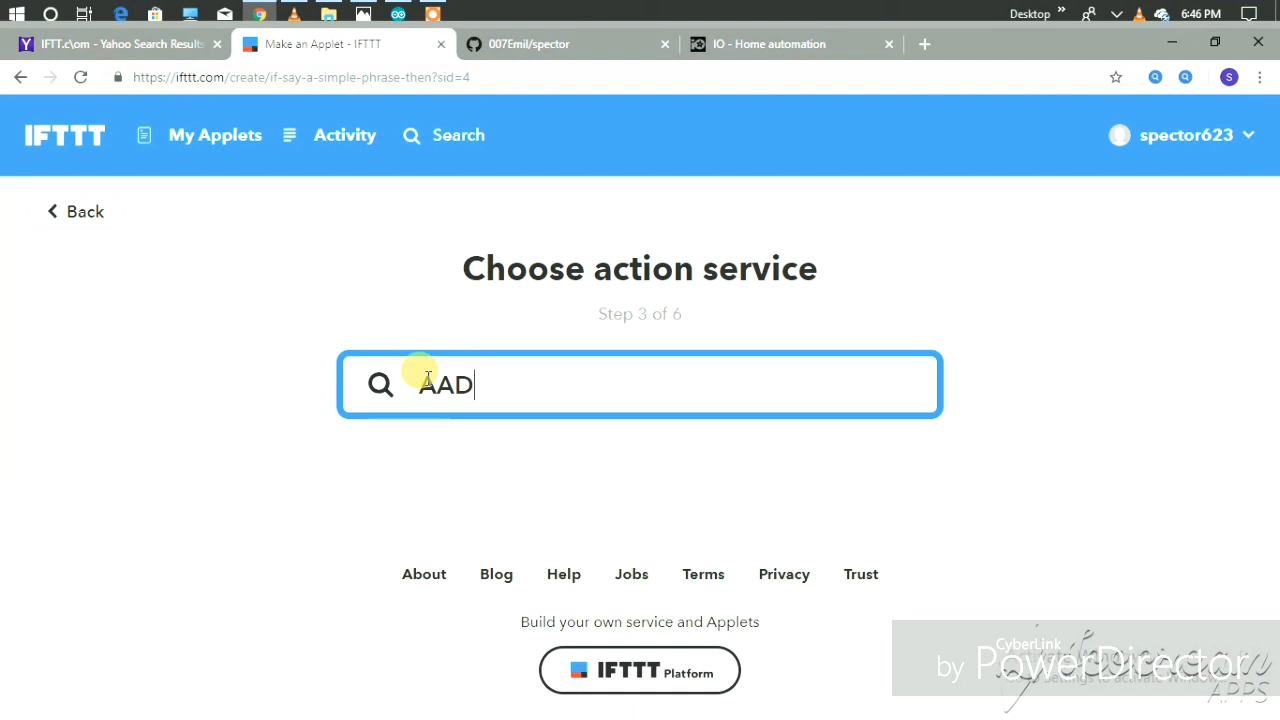 Desktop » 6:46 PM
IFTT.c\om - Yahoo Search Results
Make an Applet - IFTTT
007Emil/spector
IO - Home automation
https://ifttt.com/create/if-say-a-simple-phrase-then?sid=4
S
IFTTT My Applets Activity Search spector623
Back
Choose action service
Step 3 of 6
AAD
About Blog Help Jobs Terms Privacy Trust
Build your own service and Applets
IFTTT Platform
CyberLink
by PowerDirector
APPS